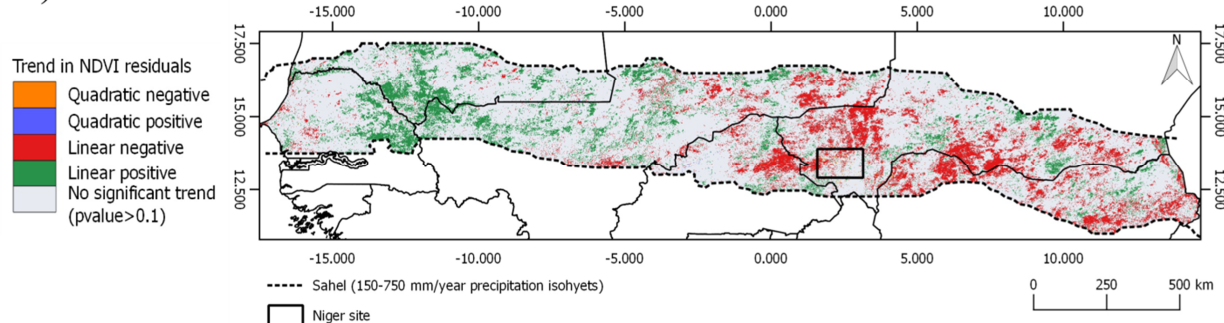 -15.000 -10.000 -5.000 0.000 5.000 10.000
17.500 17.500
N
Trend in NDVI residuals
Quadratic negative
Quadratic positive
15.000 15.000
Linear negative
Linear positive
No significant trend
(pvalue>0.1)
12.500 12.500
-15.000 -10.000 -5.000 0.000 5.000 10.000
Sahel (150-750 mm/year precipitation isohyets)
0 250 500 km
Niger site